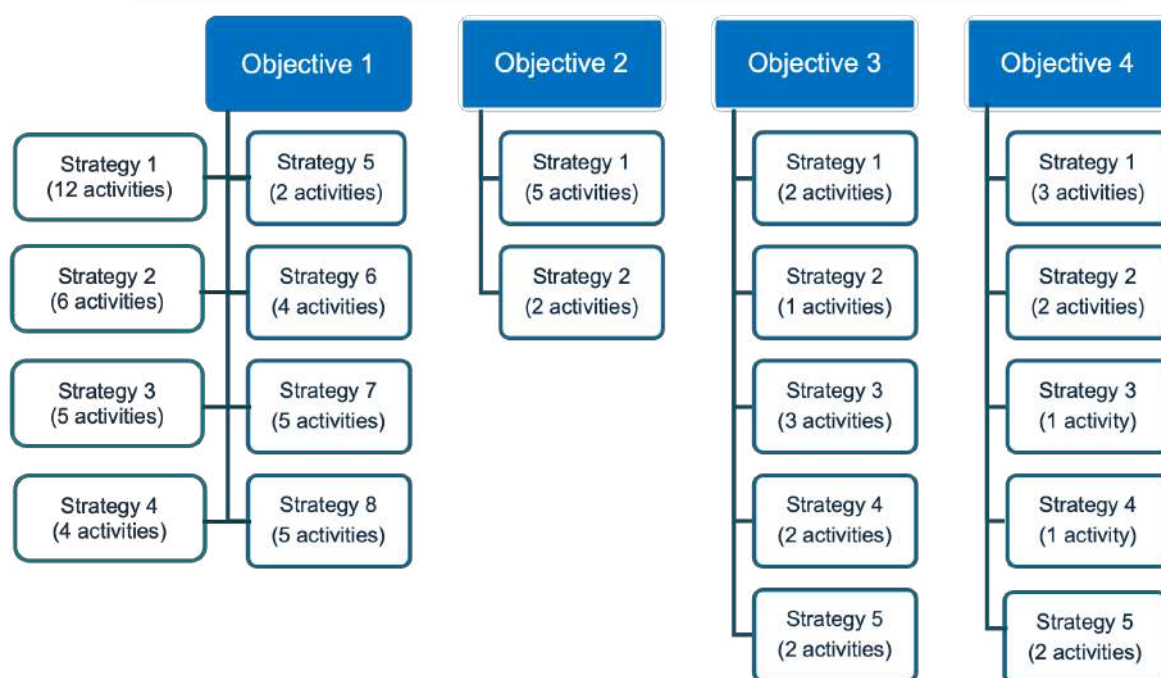 Objective 1
Objective 2
Objective 3
Objective 4
Strategy 1
(12 activities)
Strategy 2
(6 activities)
Strategy 3
(5 activities)
Strategy 4
(4 activities)
Strategy 5
(2 activities)
Strategy 6
(4 activities)
Strategy 7
(5 activities)
Strategy 8
(5 activities)
Strategy 1
(5 activities)
Strategy 2
(2 activities)
Strategy 1
(2 activities)
Strategy 2
(1 activities)
Strategy 3
(3 activities)
Strategy 4
(2 activities)
Strategy 5
(2 activities)
Strategy 1
(3 activities)
Strategy 2
(2 activities)
Strategy 3
(1 activity)
Strategy 4
(1 activity)
Strategy 5
(2 activities)